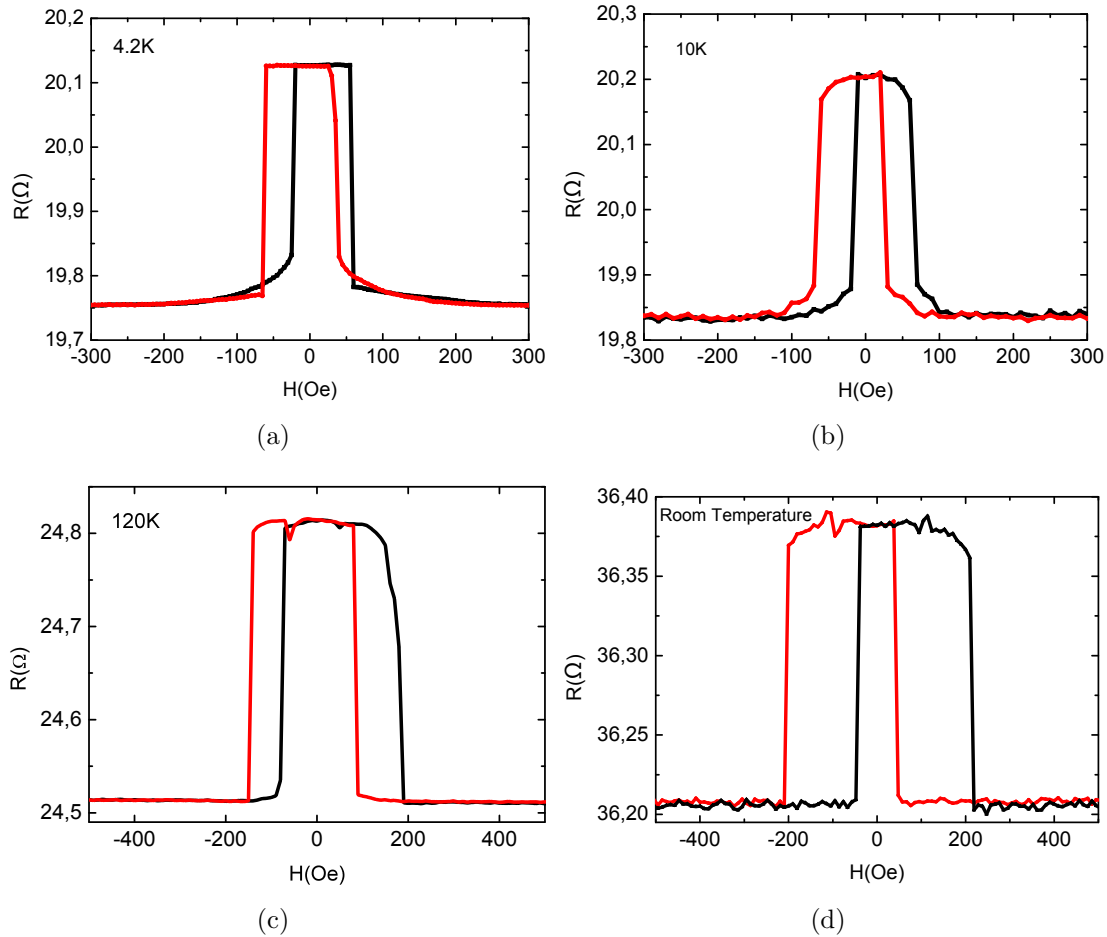 20,2
20,1
20,0
19,9
19,8
19,7
R(Ω)
4.2K
-300 -200 -100 0 100 200 300
H(Oe)
(a)
20,3
20,2
20,1
20,0
19,9
19,8
R(Ω)
10K
-300 -200 -100 0 100 200 300
H(Oe)
(b)
24,8
24,7
24,6
24,5
R(Ω)
120K
-400 -200 0 200 400
H(Oe)
(c)
36,40
36,35
36,30
36,25
36,20
R(Ω)
Room Temperature
-400 -200 0 200 400
H(Oe)
(d)